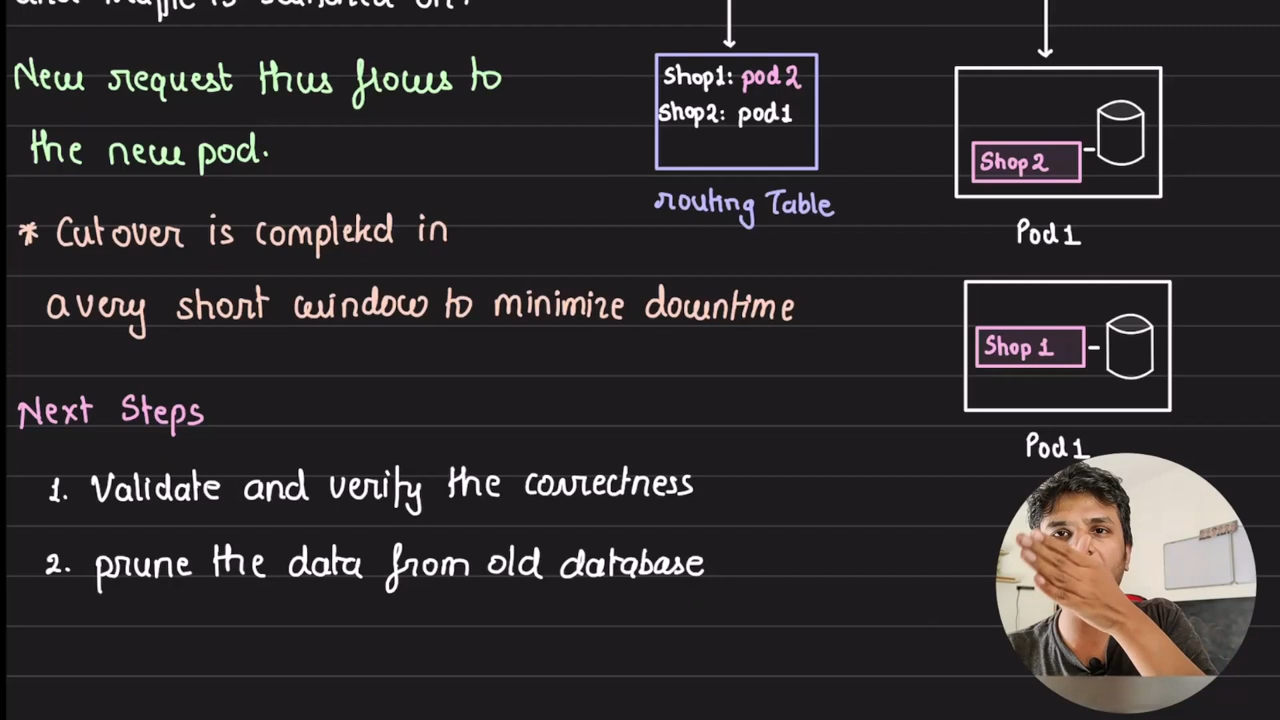 New request thus flows to
the new pod.
* Cutover is completed in
a very short window to minimize downtime
Next Steps
1. Validate and verify the correctness
2. prune the data from old database
Shop1: pod2
Shop2: pod1
routing Table
Shop 2
Pod 1
Shop 1
Pod 1